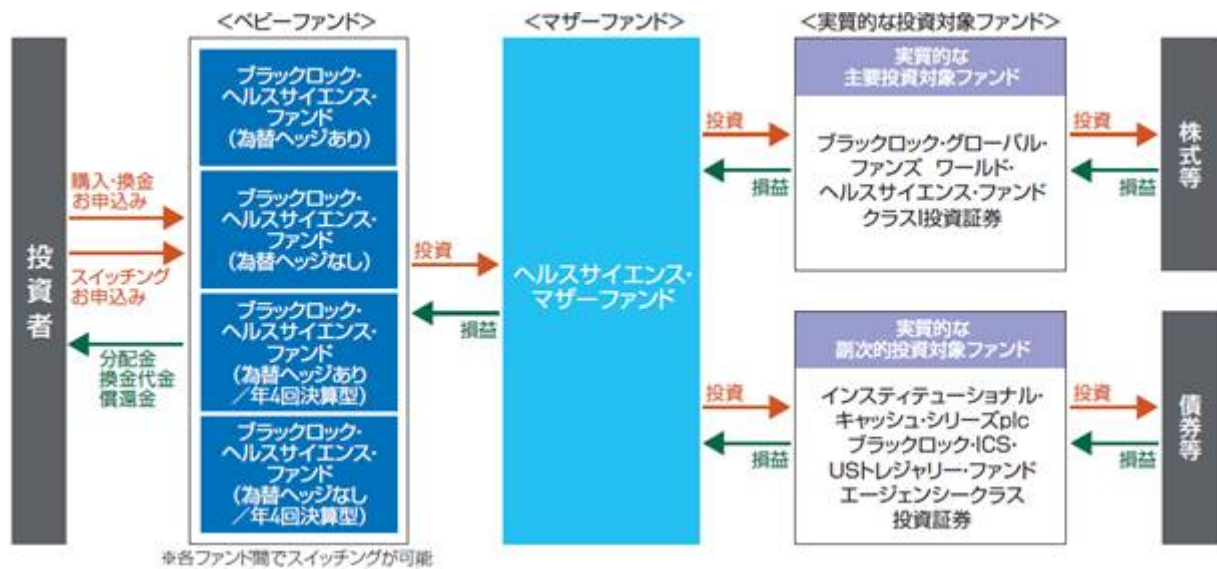 <ベビーファンド>
<マザーファンド>
<実質的な投資対象ファンド>
投資者
購入・換金
お申込み
スイッチング
お申込み
分配金
換金代金
償還金
ブラックロック・
ヘルスサイエンス・
ファンド
(為替ヘッジあり)
ブラックロック・
ヘルスサイエンス・
ファンド
(為替ヘッジなし)
ブラックロック・
ヘルスサイエンス・
ファンド
(為替ヘッジあり
/年4回決算型)
ブラックロック・
ヘルスサイエンス・
ファンド
(為替ヘッジなし
/年4回決算型)
※各ファンド間でスイッチングが可能
投資
損益
ヘルスサイエンス・
マザーファンド
投資
損益
実質的な
主要投資対象ファンド
ブラックロック・グローバル・
ファンズ ワールド・
ヘルスサイエンス・ファンド
クラスI投資証券
投資
損益
株式等
投資
損益
実質的な
副次的投資対象ファンド
インスティテューショナル・
キャッシュ・シリーズplc
ブラックロック・ICS・
USトレジャリー・ファンド
エージェンシークラス
投資証券
投資
損益
債券等